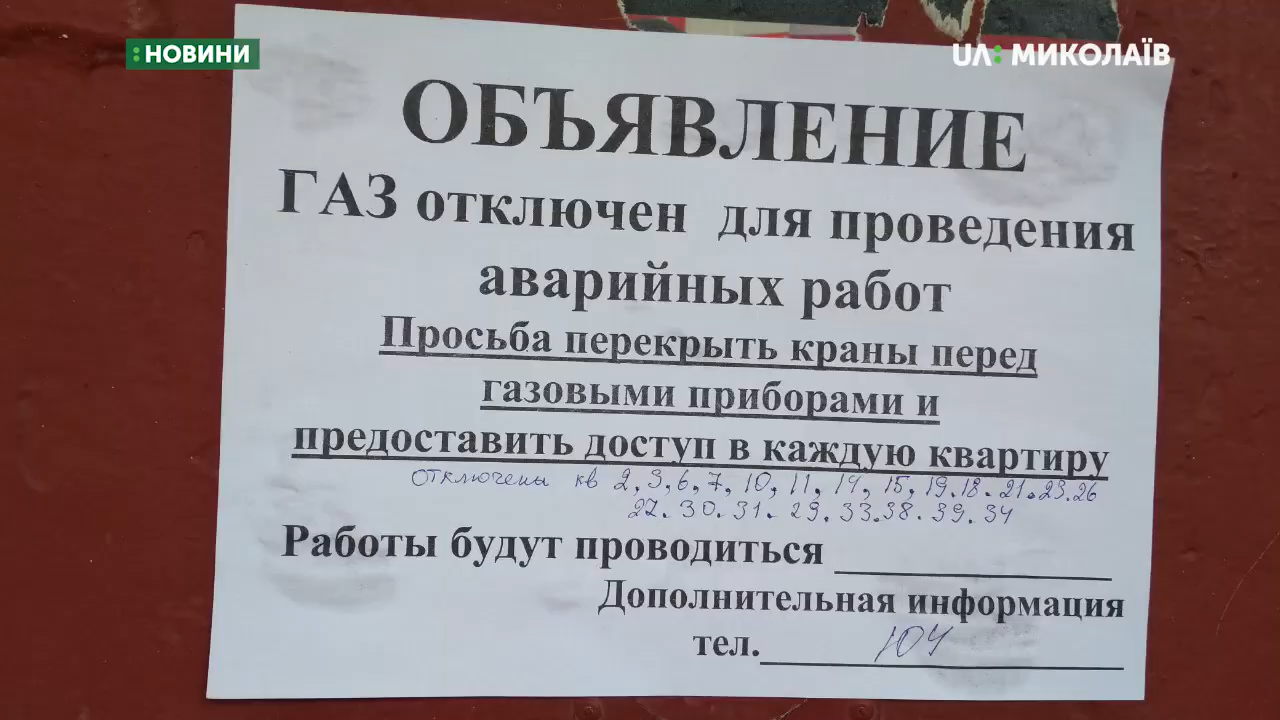 :НОВИНИ
UA: МИКОЛАЇВ
ОБЪЯВЛЕНИЕ
ГАЗ отключен для проведения
аварийных работ
Просьба перекрыть краны перед
газовыми приборами и
предоставить доступ в каждую квартиру
отключены кв 2, 3, 6, 7, 10, 11, 14, 15, 19. 18. 21. 23. 26
27. 30. 31. 29. 33. 38. 39. 34
Работы будут проводиться
Дополнительная информация
тел. 104